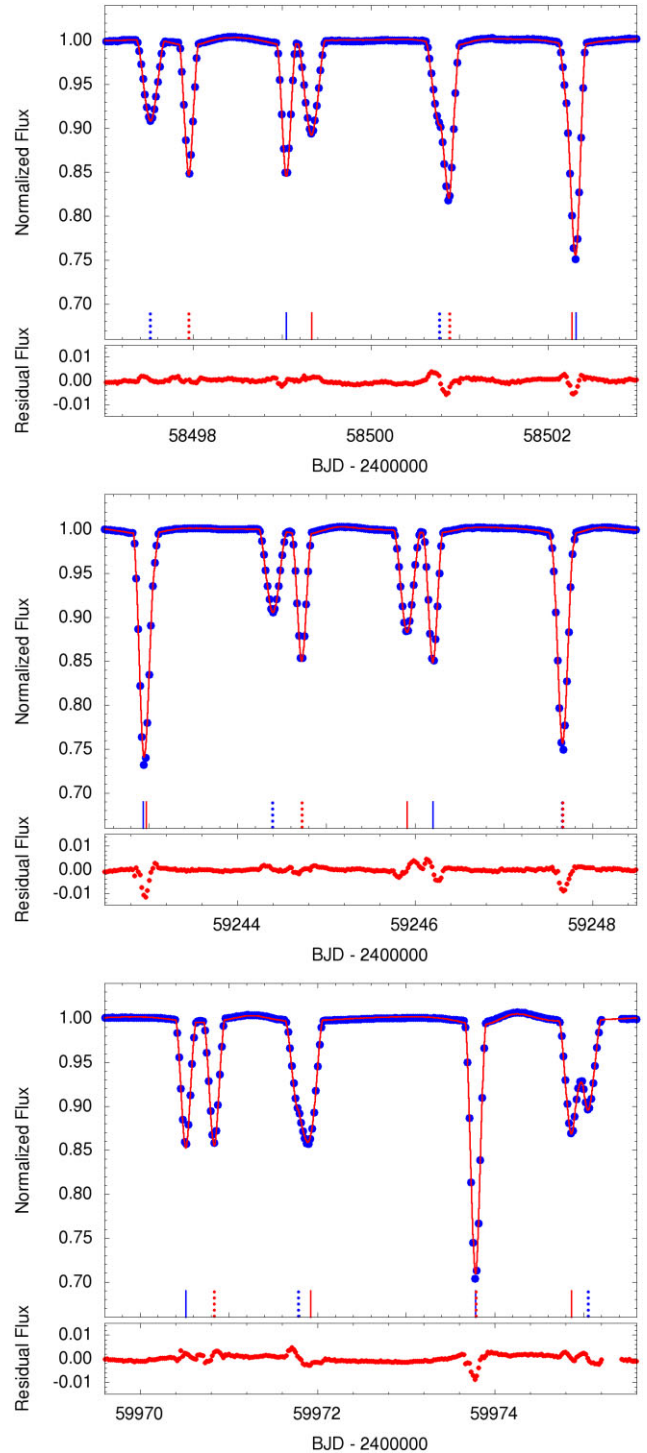 1.00
0.95
0.90
0.85
0.80
0.75
0.70
Normalized Flux
0.01
0.00
-0.01
Residual Flux
58498 58500 58502
BJD - 2400000
1.00
0.95
0.90
0.85
0.80
0.75
0.70
Normalized Flux
0.01
0.00
-0.01
Residual Flux
59244 59246 59248
BJD - 2400000
1.00
0.95
0.90
0.85
0.80
0.75
0.70
Normalized Flux
0.01
0.00
-0.01
Residual Flux
59970 59972 59974
BJD - 2400000